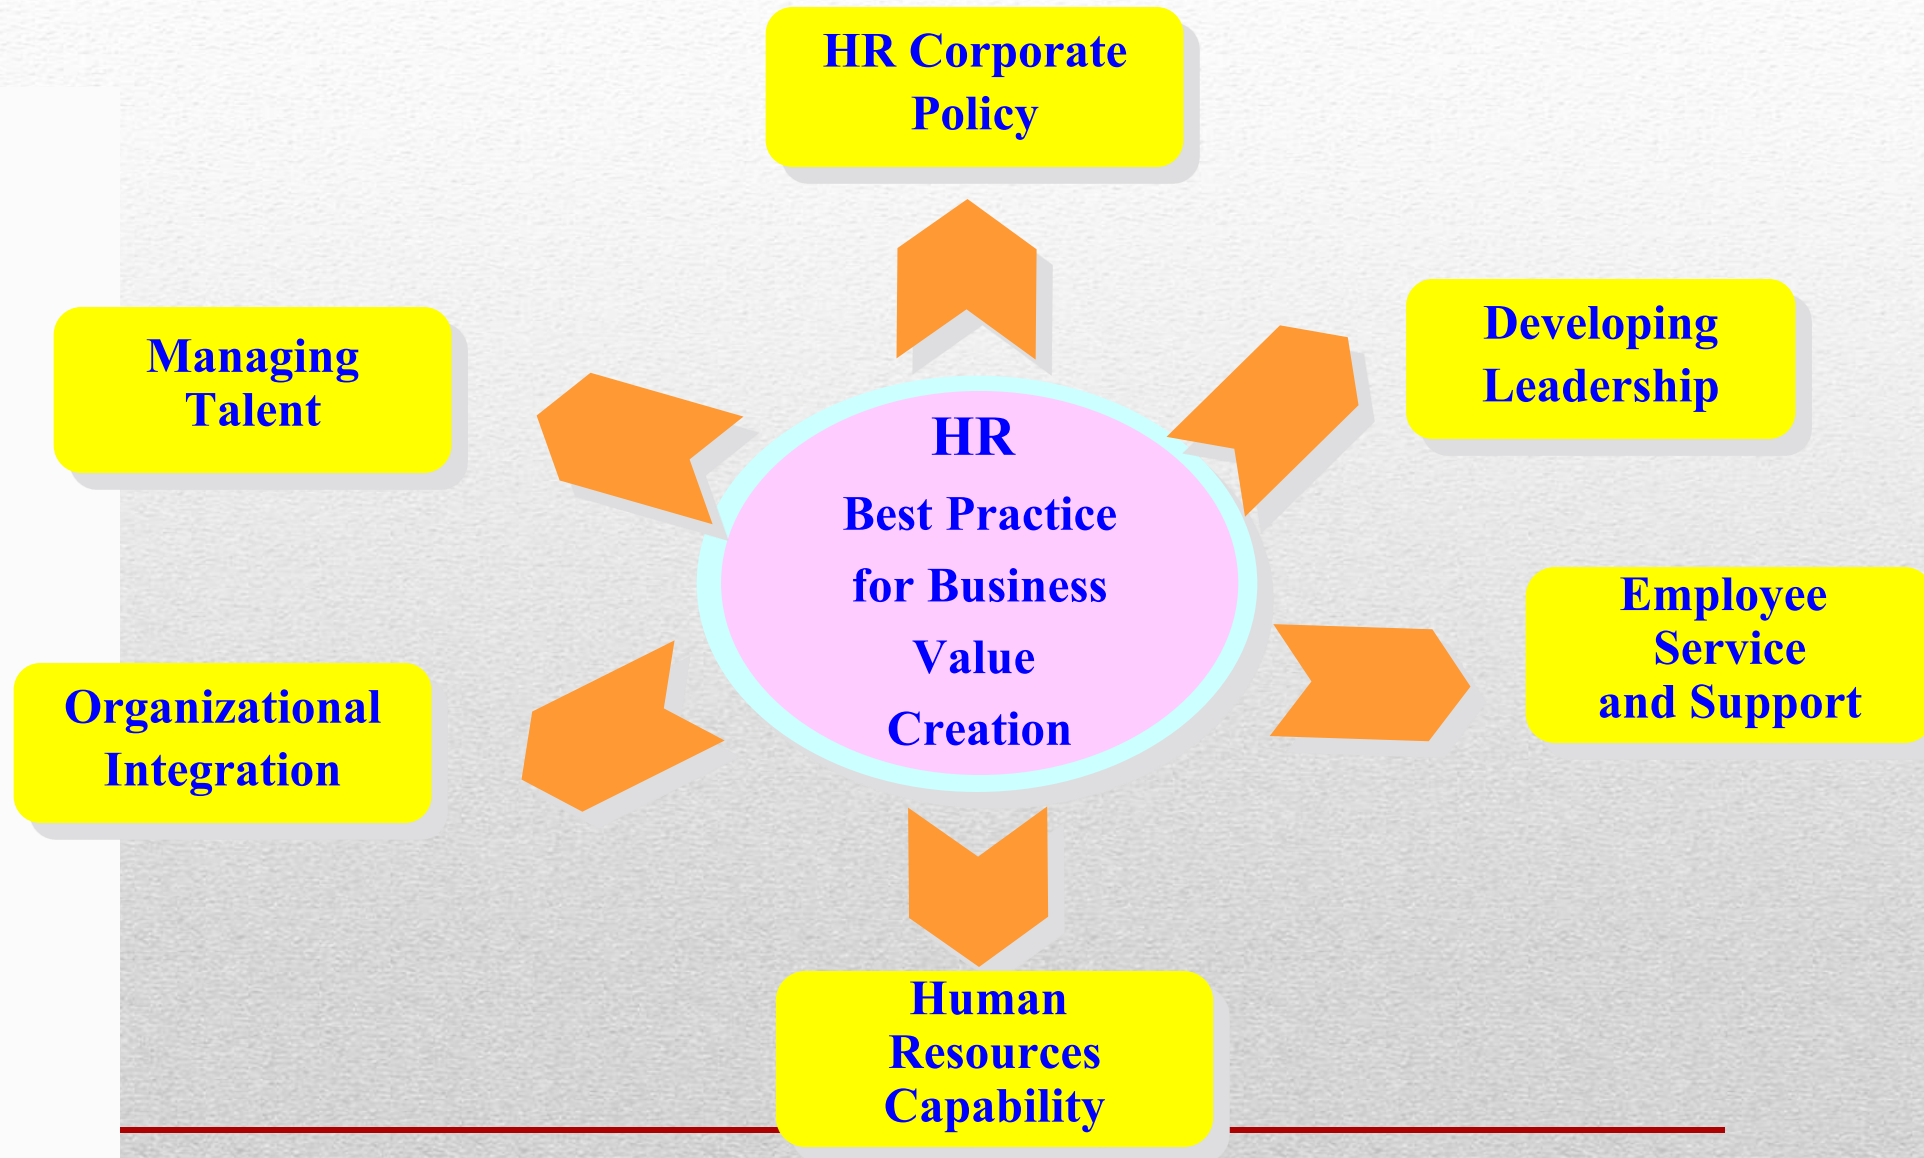 HR Corporate
Policy
Managing
Talent
Developing
Leadership
HR
Best Practice
for Business
Value
Creation
Employee
Service
and Support
Organizational
Integration
Human
Resources
Capability